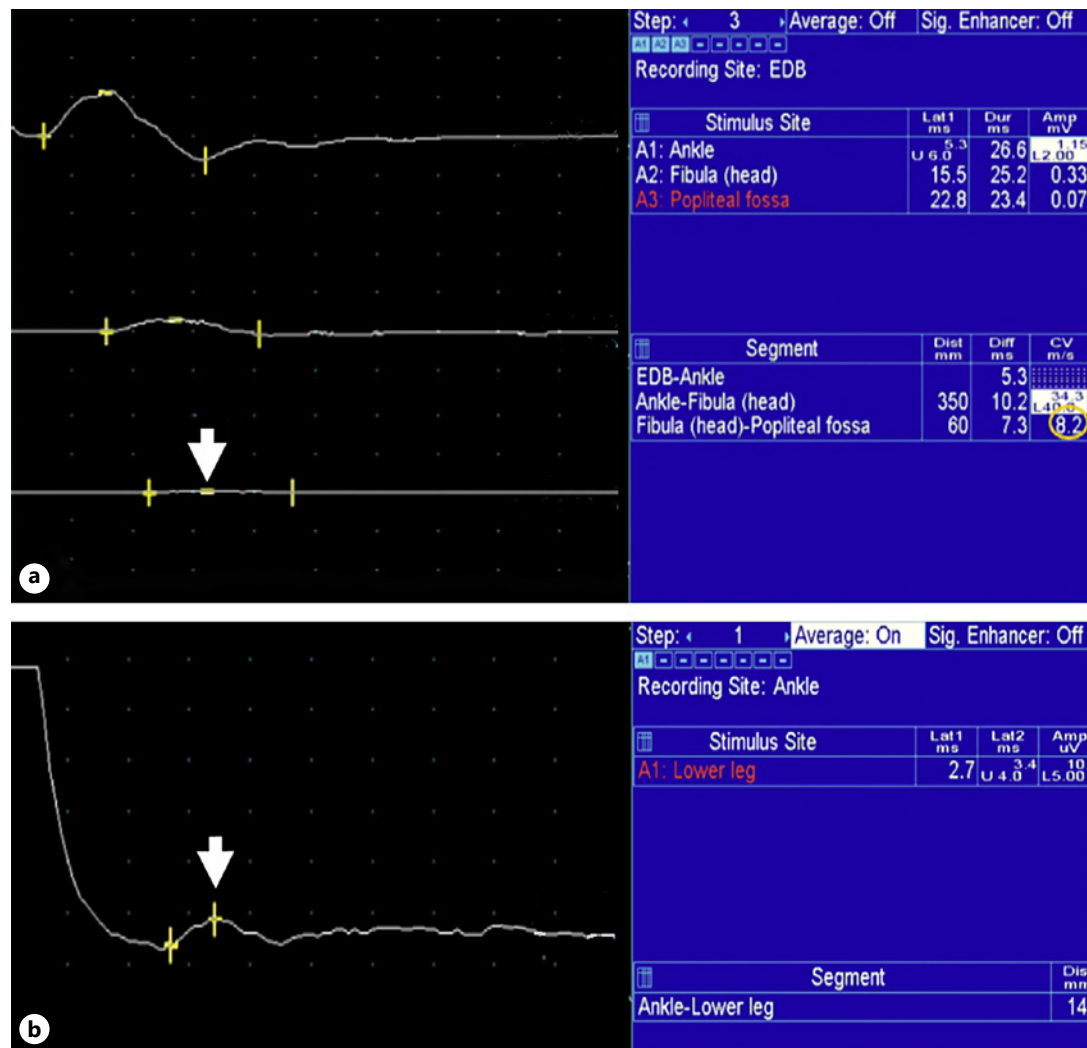 Step: 3 Average: Off Sig. Enhancer: Off
A1 A2 A3
Recording Site: EDB
Stimulus Site Lat1 ms Dur ms Amp mV
A1: Ankle 5.3 U 6.0 26.6 1.15 L2.00
A2: Fibula (head) 15.5 25.2 0.33
A3: Popliteal fossa 22.8 23.4 0.07
Segment Dist mm Diff ms CV m/s
EDB-Ankle 5.3
Ankle-Fibula (head) 350 10.2 34.3
Fibula (head)-Popliteal fossa 60 7.3 8.2
a
Step: 1 Average: On Sig. Enhancer: Off
A1
Recording Site: Ankle
Stimulus Site Lat1 ms Lat2 ms Amp uV
A1: Lower leg 2.7 3.4 U 4.0 10 L5.00
Segment Dis mm
Ankle-Lower leg 14
b